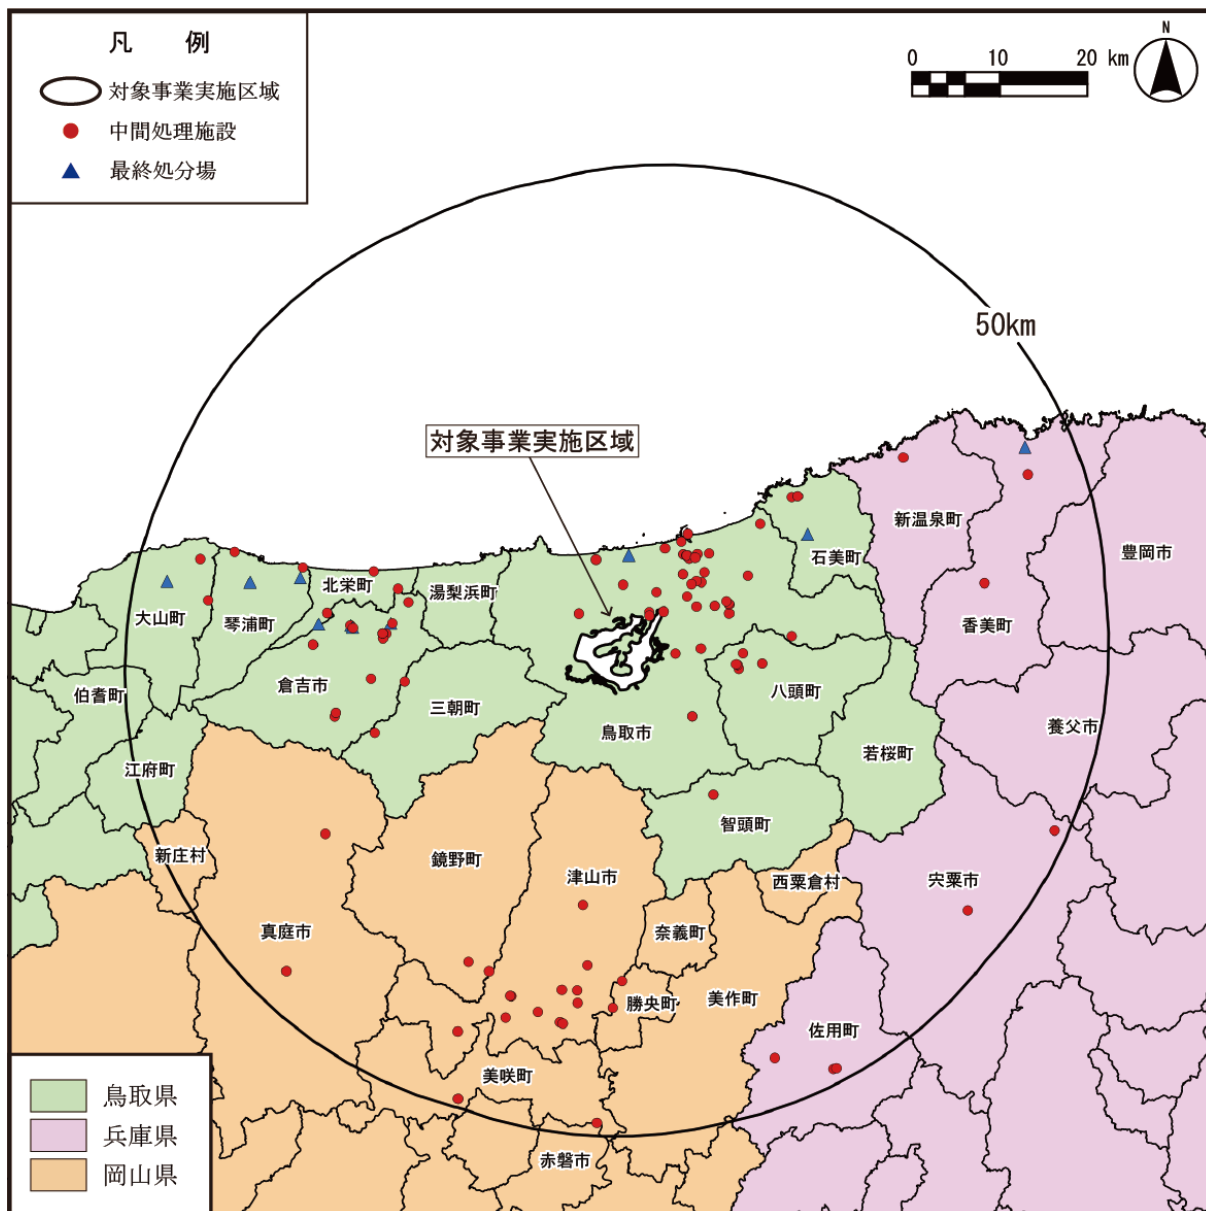 凡 例
対象事業実施区域
中間処理施設
最終処分場
0 10 20 km
N
50km
対象事業実施区域
新温泉町
石美町
豊岡市
北栄町
湯梨浜町
大山町
琴浦町
香美町
倉吉市
伯耆町
三朝町
八頭町
鳥取市
養父市
若桜町
江府町
智頭町
新庄村
鏡野町
津山市
西粟倉村
宍粟市
真庭市
奈義町
勝央町
美作町
佐用町
美咲町
赤磐市
鳥取県
兵庫県
岡山県